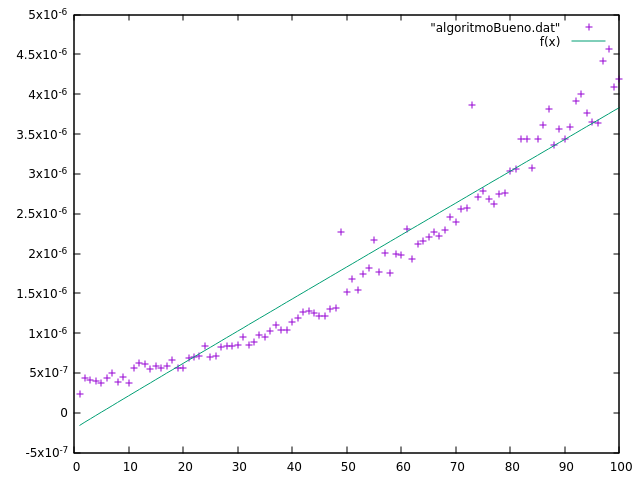 5x10⁻⁶
"algoritmoBueno.dat"
f(x)
4.5x10⁻⁶
4x10⁻⁶
3.5x10⁻⁶
3x10⁻⁶
2.5x10⁻⁶
2x10⁻⁶
1.5x10⁻⁶
1x10⁻⁶
5x10⁻⁷
0
-5x10⁻⁷
0 10 20 30 40 50 60 70 80 90 100